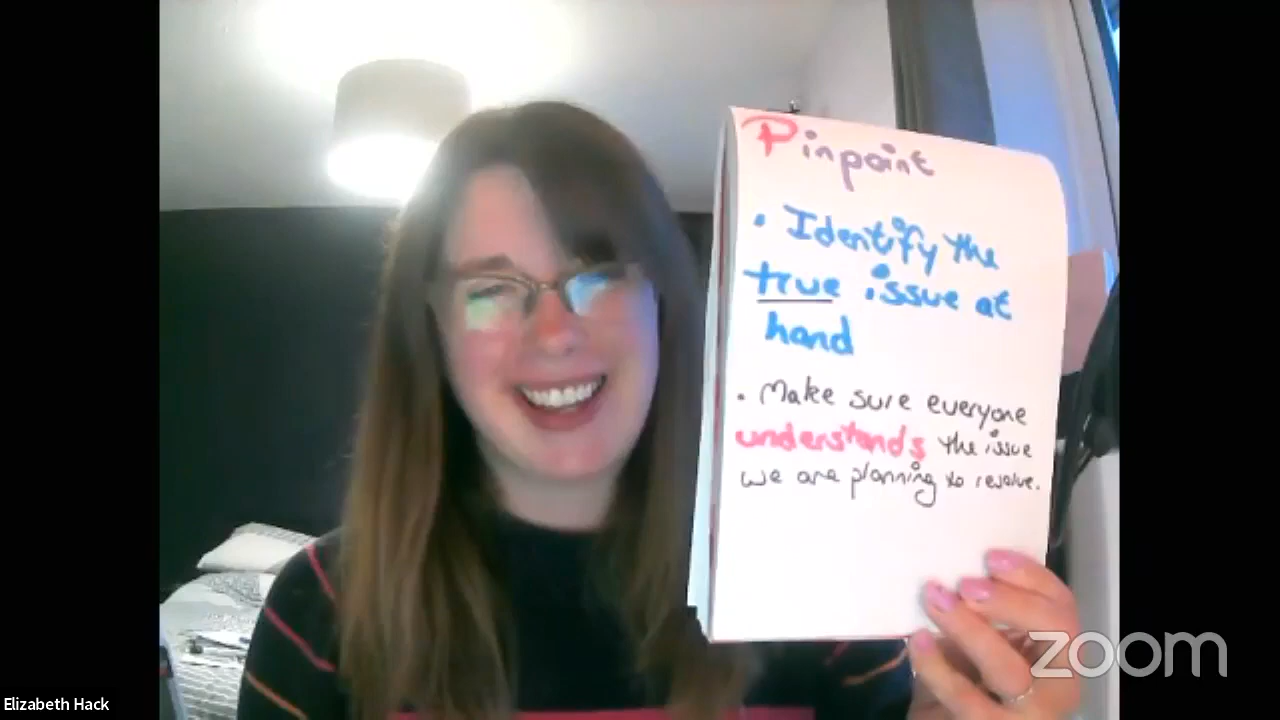 Pinpoint
• Identify the
true issue at
hand
• Make sure everyone
understands the issue
we are planning to resolve.
zoom
Elizabeth Hack